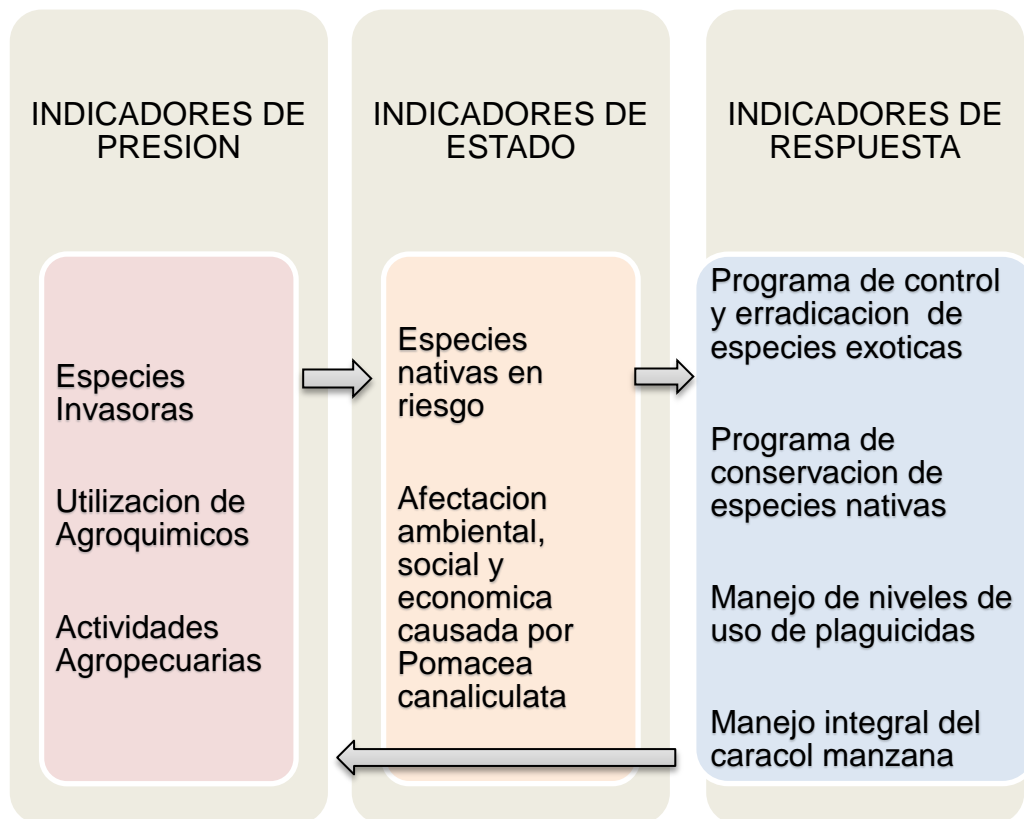 INDICADORES DE
PRESION
Especies
Invasoras
Utilizacion de
Agroquimicos
Actividades
Agropecuarias
INDICADORES DE
ESTADO
Especies
nativas en
riesgo
Afectacion
ambiental,
social y
economica
causada por
Pomacea
canaliculata
INDICADORES DE
RESPUESTA
Programa de control
y erradicacion de
especies exoticas
Programa de
conservacion de
especies nativas
Manejo de niveles de
uso de plaguicidas
Manejo integral del
caracol manzana